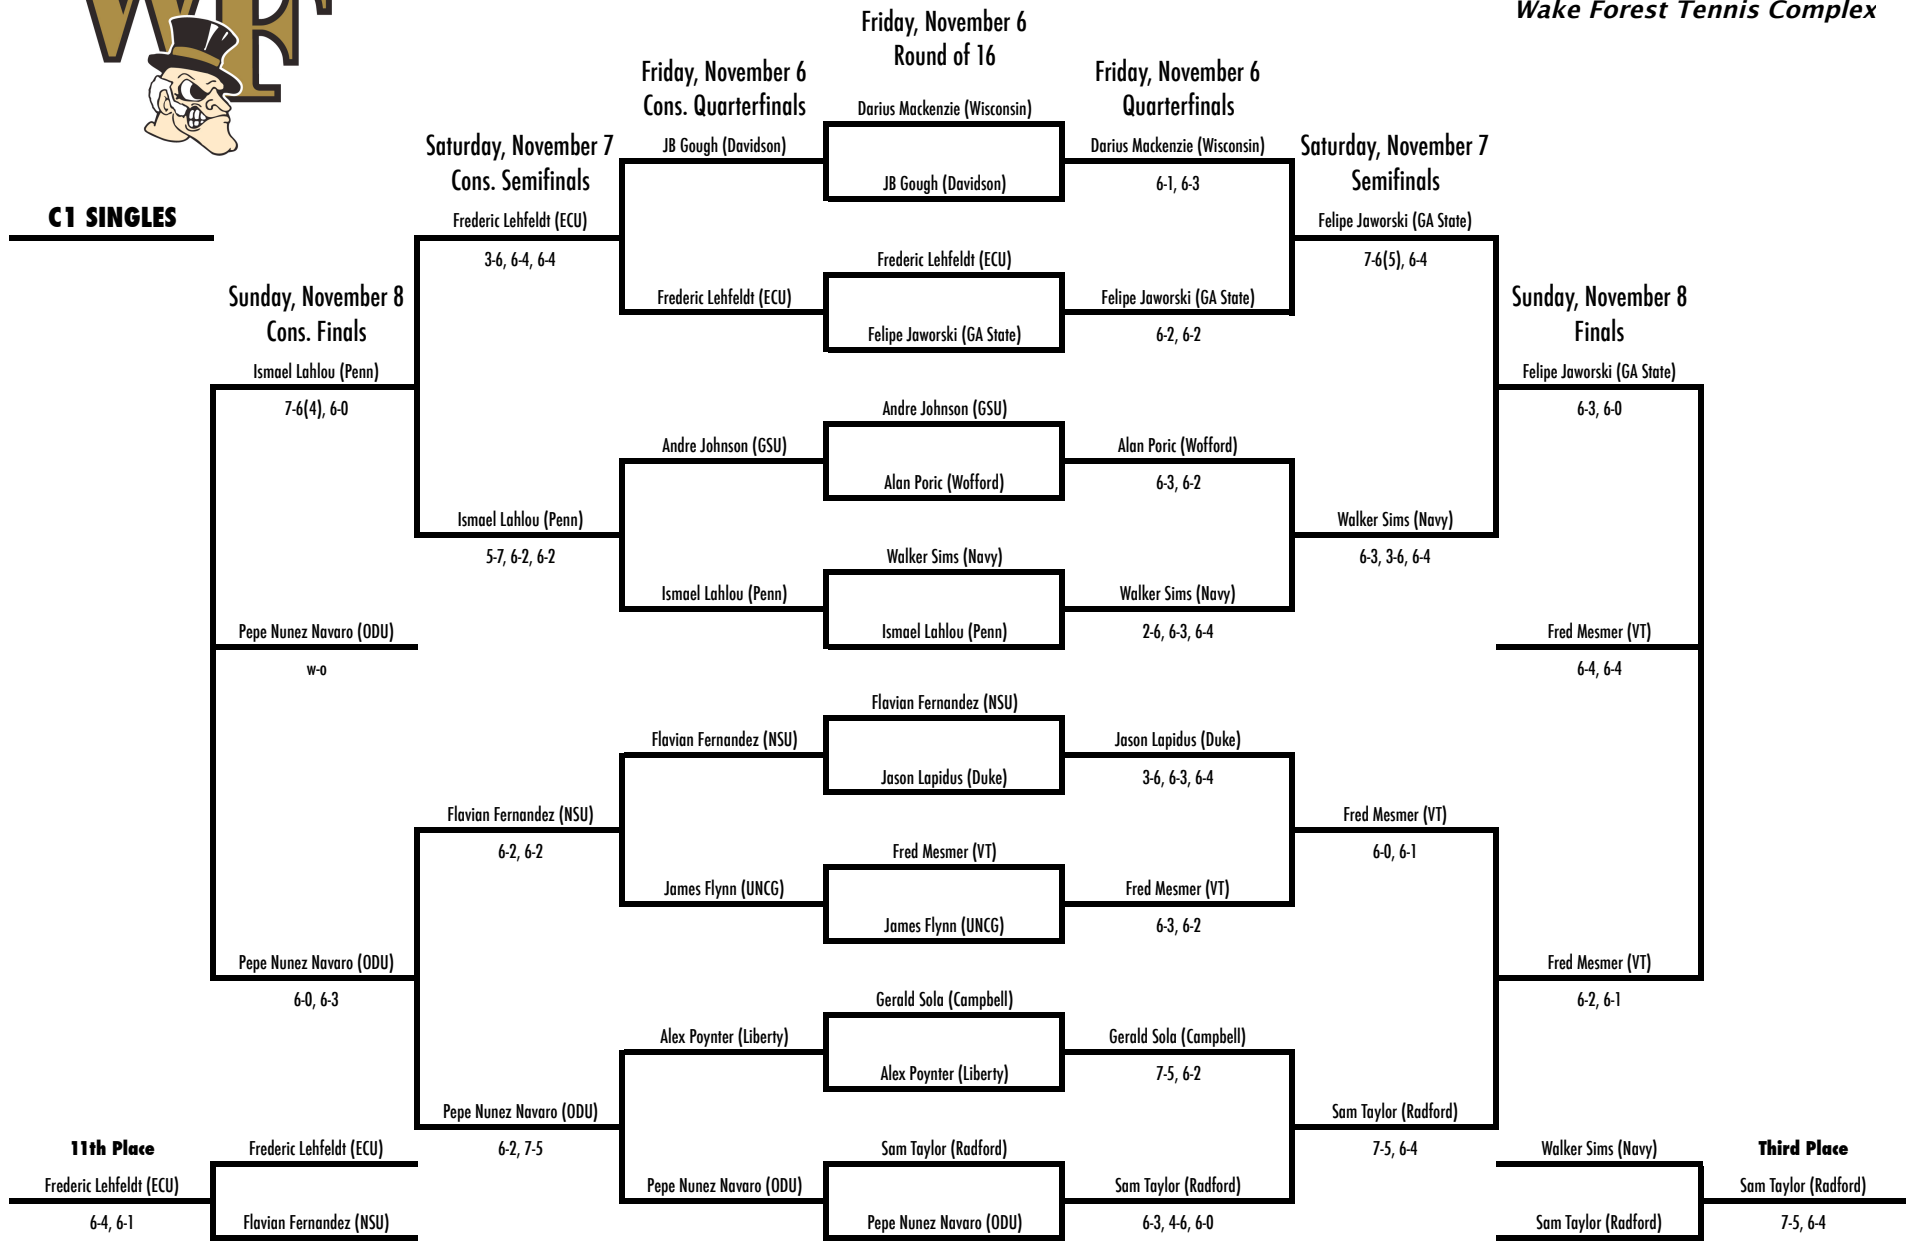 WF
Wake Forest Tennis Complex
Friday, November 6
Round of 16
Friday, November 6
Cons. Quarterfinals
Friday, November 6
Quarterfinals
Darius Mackenzie (Wisconsin)
Saturday, November 7
Cons. Semifinals
JB Gough (Davidson)
Darius Mackenzie (Wisconsin)
Saturday, November 7
Semifinals
JB Gough (Davidson)
6-1, 6-3
C1 SINGLES
Frederic Lehfeldt (ECU)
Felipe Jaworski (GA State)
3-6, 6-4, 6-4
Frederic Lehfeldt (ECU)
7-6(5), 6-4
Sunday, November 8
Cons. Finals
Frederic Lehfeldt (ECU)
Felipe Jaworski (GA State)
Sunday, November 8
Finals
Felipe Jaworski (GA State)
6-2, 6-2
Ismael Lahlou (Penn)
Felipe Jaworski (GA State)
7-6(4), 6-0
Andre Johnson (GSU)
6-3, 6-0
Andre Johnson (GSU)
Alan Poric (Wofford)
Alan Poric (Wofford)
6-3, 6-2
Ismael Lahlou (Penn)
Walker Sims (Navy)
5-7, 6-2, 6-2
Walker Sims (Navy)
6-3, 3-6, 6-4
Ismael Lahlou (Penn)
Walker Sims (Navy)
Pepe Nunez Navaro (ODU)
Ismael Lahlou (Penn)
2-6, 6-3, 6-4
Fred Mesmer (VT)
w-o
6-4, 6-4
Flavian Fernandez (NSU)
Flavian Fernandez (NSU)
Jason Lapidus (Duke)
Jason Lapidus (Duke)
3-6, 6-3, 6-4
Flavian Fernandez (NSU)
Fred Mesmer (VT)
6-2, 6-2
Fred Mesmer (VT)
6-0, 6-1
James Flynn (UNCG)
Fred Mesmer (VT)
James Flynn (UNCG)
6-3, 6-2
Pepe Nunez Navaro (ODU)
Fred Mesmer (VT)
6-0, 6-3
Gerald Sola (Campbell)
6-2, 6-1
Alex Poynter (Liberty)
Gerald Sola (Campbell)
Alex Poynter (Liberty)
7-5, 6-2
Pepe Nunez Navaro (ODU)
Sam Taylor (Radford)
11th Place
Frederic Lehfeldt (ECU)
6-2, 7-5
Sam Taylor (Radford)
7-5, 6-4
Walker Sims (Navy)
Third Place
Frederic Lehfeldt (ECU)
Pepe Nunez Navaro (ODU)
Sam Taylor (Radford)
Sam Taylor (Radford)
6-4, 6-1
Flavian Fernandez (NSU)
Pepe Nunez Navaro (ODU)
6-3, 4-6, 6-0
Sam Taylor (Radford)
7-5, 6-4